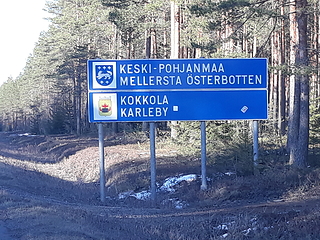 KESKI-POHJANMAA
MELLERSTA ÖSTERBOTTEN
KOKKOLA
KARLEBY